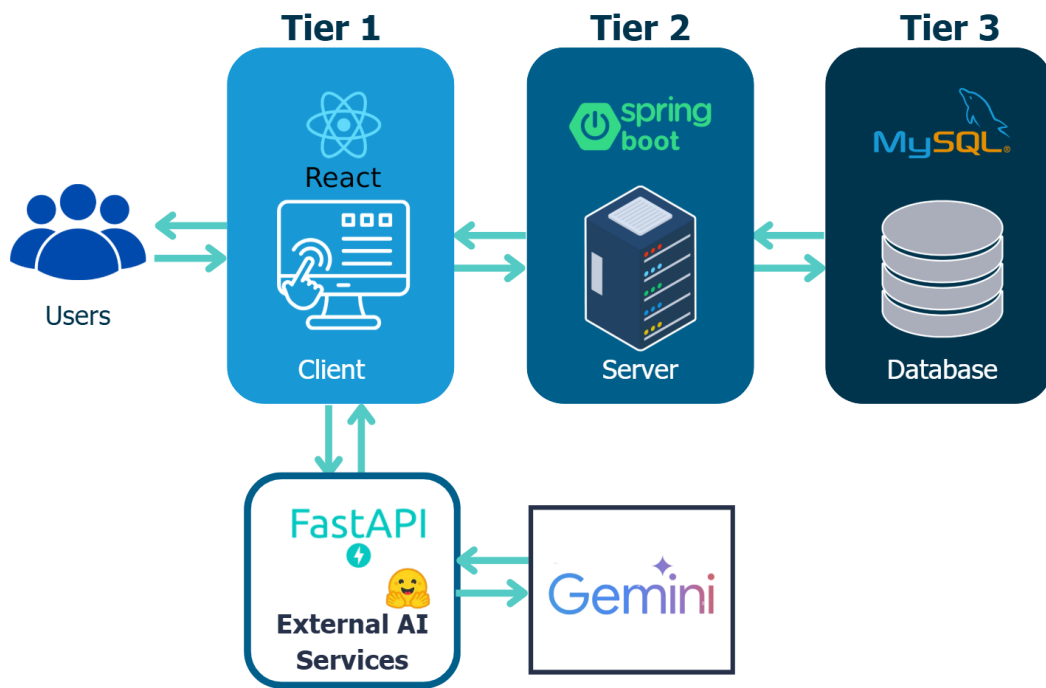 Tier 1
Tier 2
Tier 3
React
spring
boot
MySQL®
Users
Client
Server
Database
FastAPI
External AI
Services
Gemini